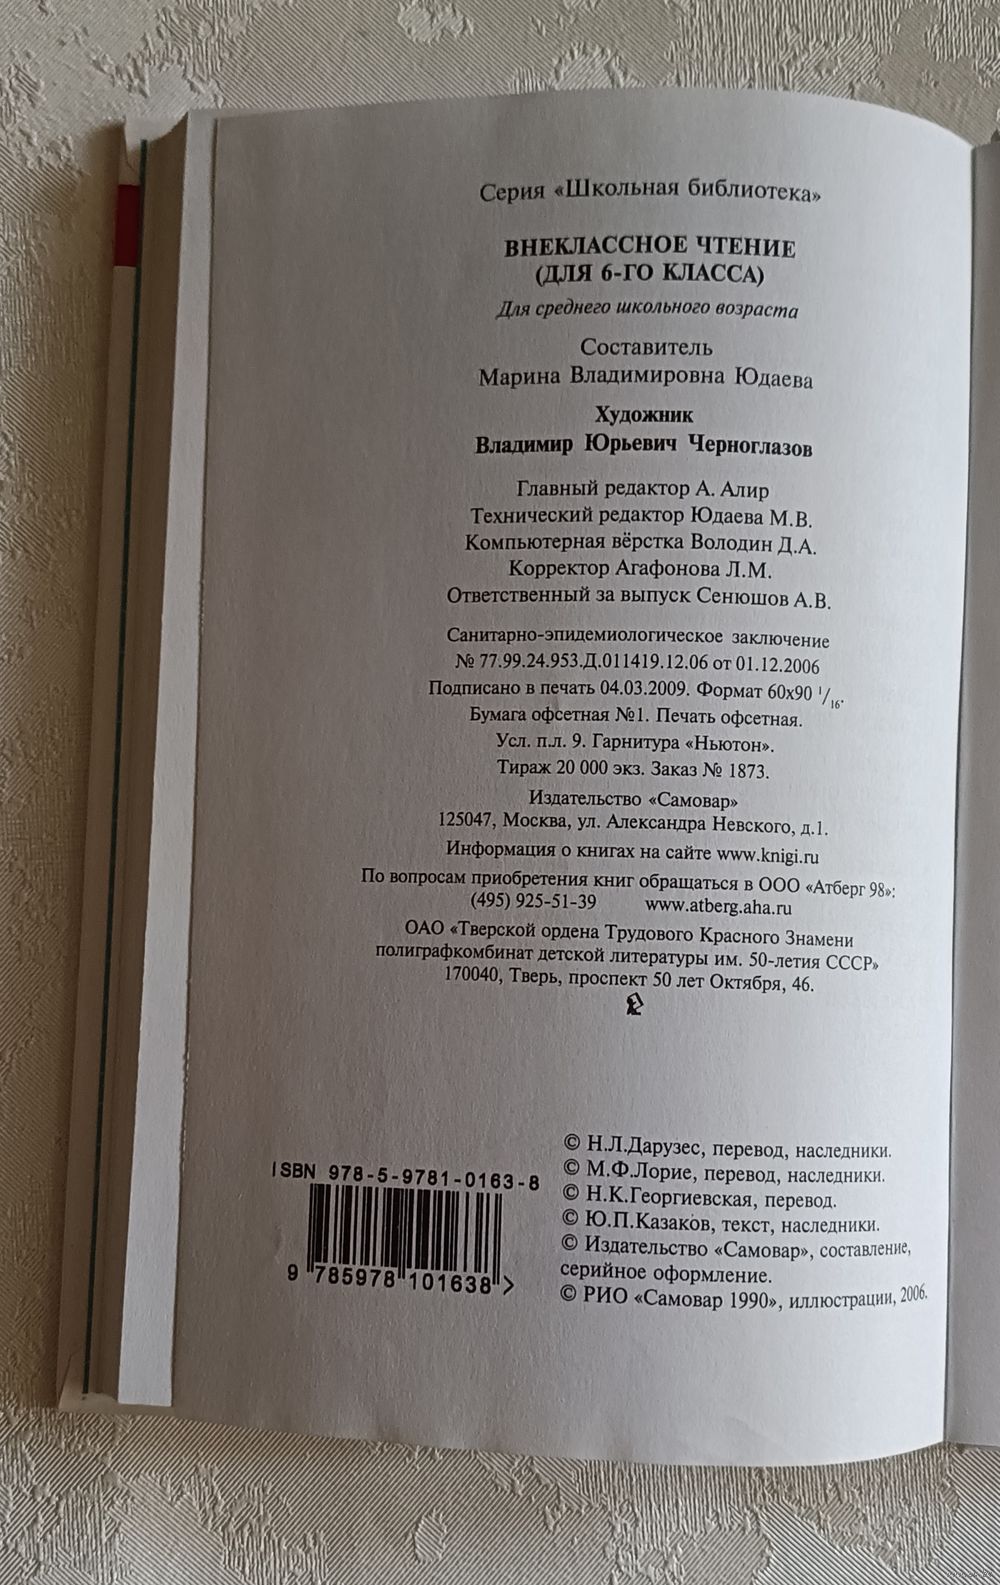 Серия «Школьная библиотека»
ВНЕКЛАССНОЕ ЧТЕНИЕ
(ДЛЯ 6-ГО КЛАССА)
Для среднего школьного возраста
Составитель
Марина Владимировна Юдаева
Художник
Владимир Юрьевич Черноглазов
Главный редактор А. Алир
Технический редактор Юдаева М.В.
Компьютерная вёрстка Володин Д.А.
Корректор Агафонова Л.М.
Ответственный за выпуск Сенюшов А.В.
Санитарно-эпидемиологическое заключение
№ 77.99.24.953.Д.011419.12.06 от 01.12.2006
Подписано в печать 04.03.2009. Формат 60х90 1/16.
Бумага офсетная №1. Печать офсетная.
Усл. п.л. 9. Гарнитура «Ньютон».
Тираж 20 000 экз. Заказ № 1873.
Издательство «Самовар»
125047, Москва, ул. Александра Невского, д.1.
Информация о книгах на сайте www.knigi.ru
По вопросам приобретения книг обращаться в ООО «Атберг 98»:
(495) 925-51-39 www.atberg.aha.ru
ОАО «Тверской ордена Трудового Красного Знамени
полиграфкомбинат детской литературы им. 50-летия СССР»
170040, Тверь, проспект 50 лет Октября, 46.
ISBN 978-5-9781-0163-8
9 785978 101638 >
© Н.Л.Дарузес, перевод, наследники.
© М.Ф.Лорие, перевод, наследники.
© Н.К.Георгиевская, перевод.
© Ю.П.Казаков, текст, наследники.
© Издательство «Самовар», составление,
серийное оформление.
© РИО «Самовар 1990», иллюстрации, 2006.